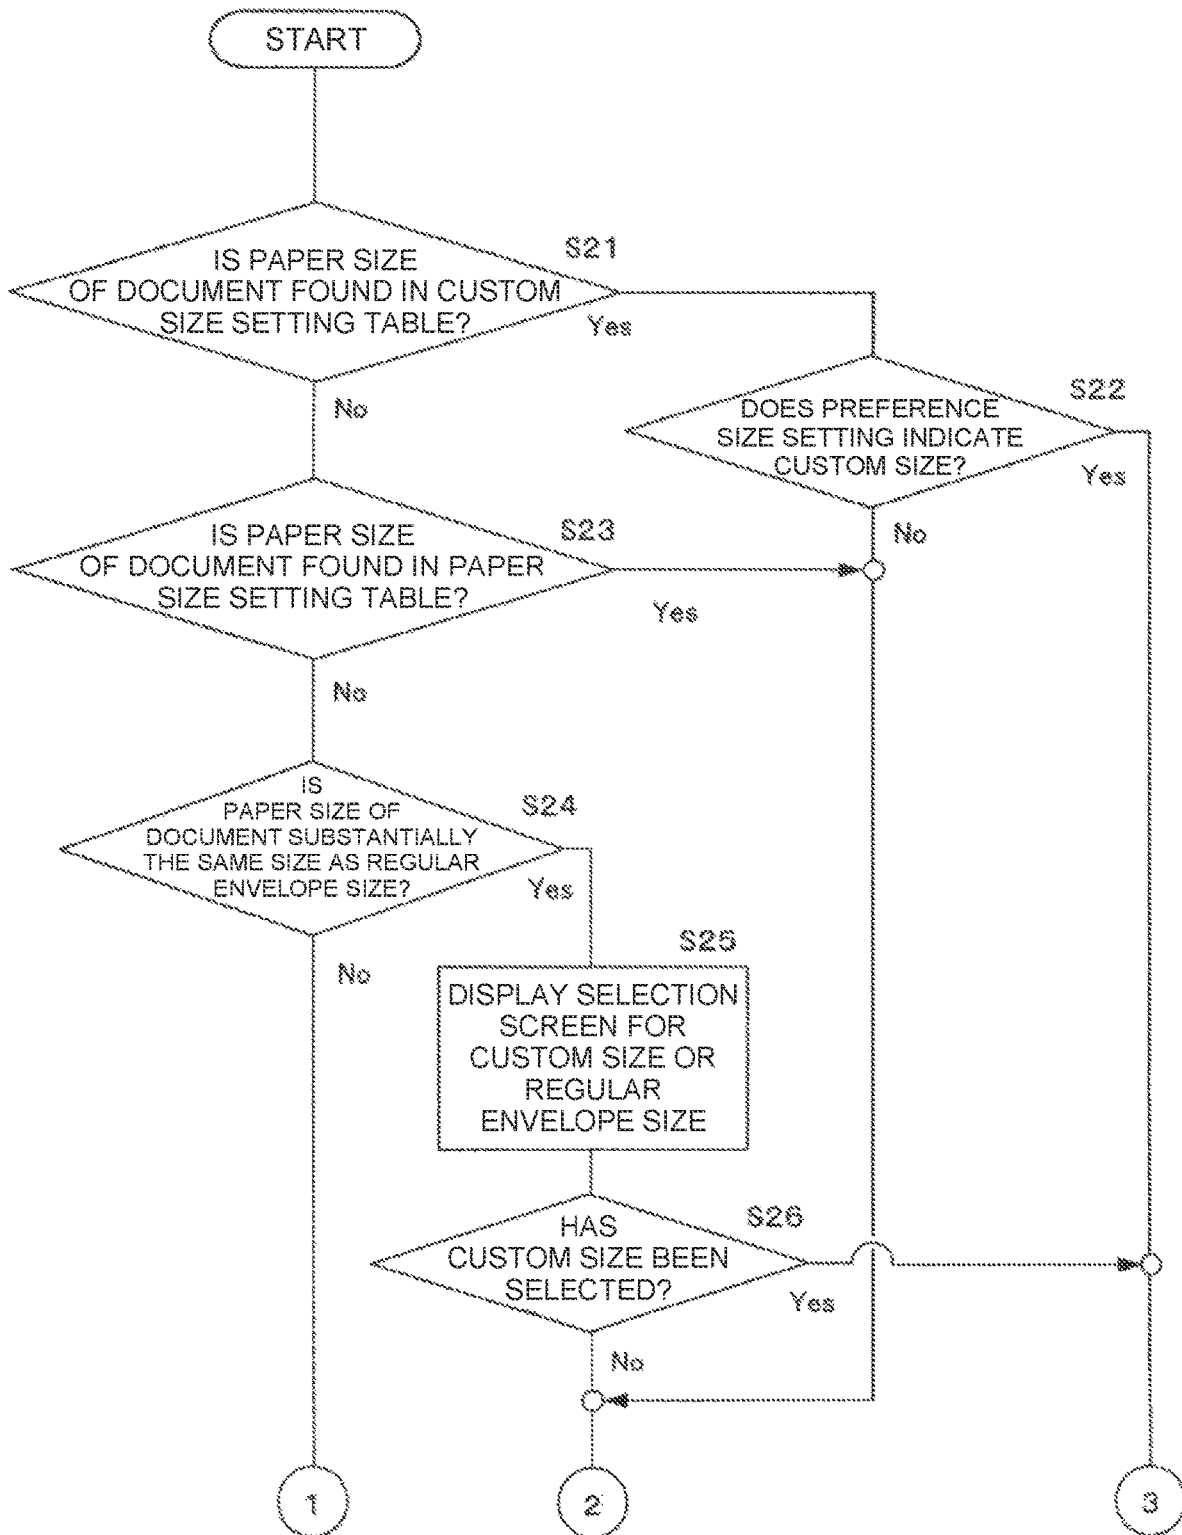 START
S21
IS PAPER SIZE
OF DOCUMENT FOUND IN CUSTOM
SIZE SETTING TABLE?
Yes
No
S22
DOES PREFERENCE
SIZE SETTING INDICATE
CUSTOM SIZE?
Yes
No
S23
IS PAPER SIZE
OF DOCUMENT FOUND IN PAPER
SIZE SETTING TABLE?
Yes
No
S24
IS
PAPER SIZE OF
DOCUMENT SUBSTANTIALLY
THE SAME SIZE AS REGULAR
ENVELOPE SIZE?
Yes
No
S25
DISPLAY SELECTION
SCREEN FOR
CUSTOM SIZE OR
REGULAR
ENVELOPE SIZE
S26
HAS
CUSTOM SIZE BEEN
SELECTED?
Yes
No
1
2
3